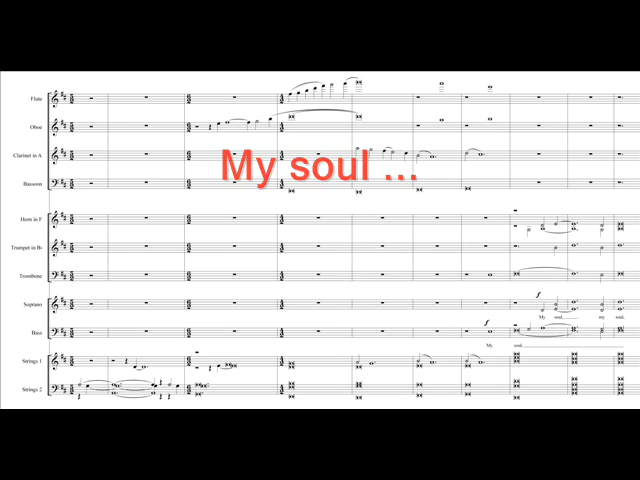 My soul ...
Flute
Oboe
Clarinet in A
Bassoon
Horn in F
Trumpet in B♭
Trombone
Soprano
f
My soul, my soul,
Bass
f
My soul
Strings 1
Strings 2